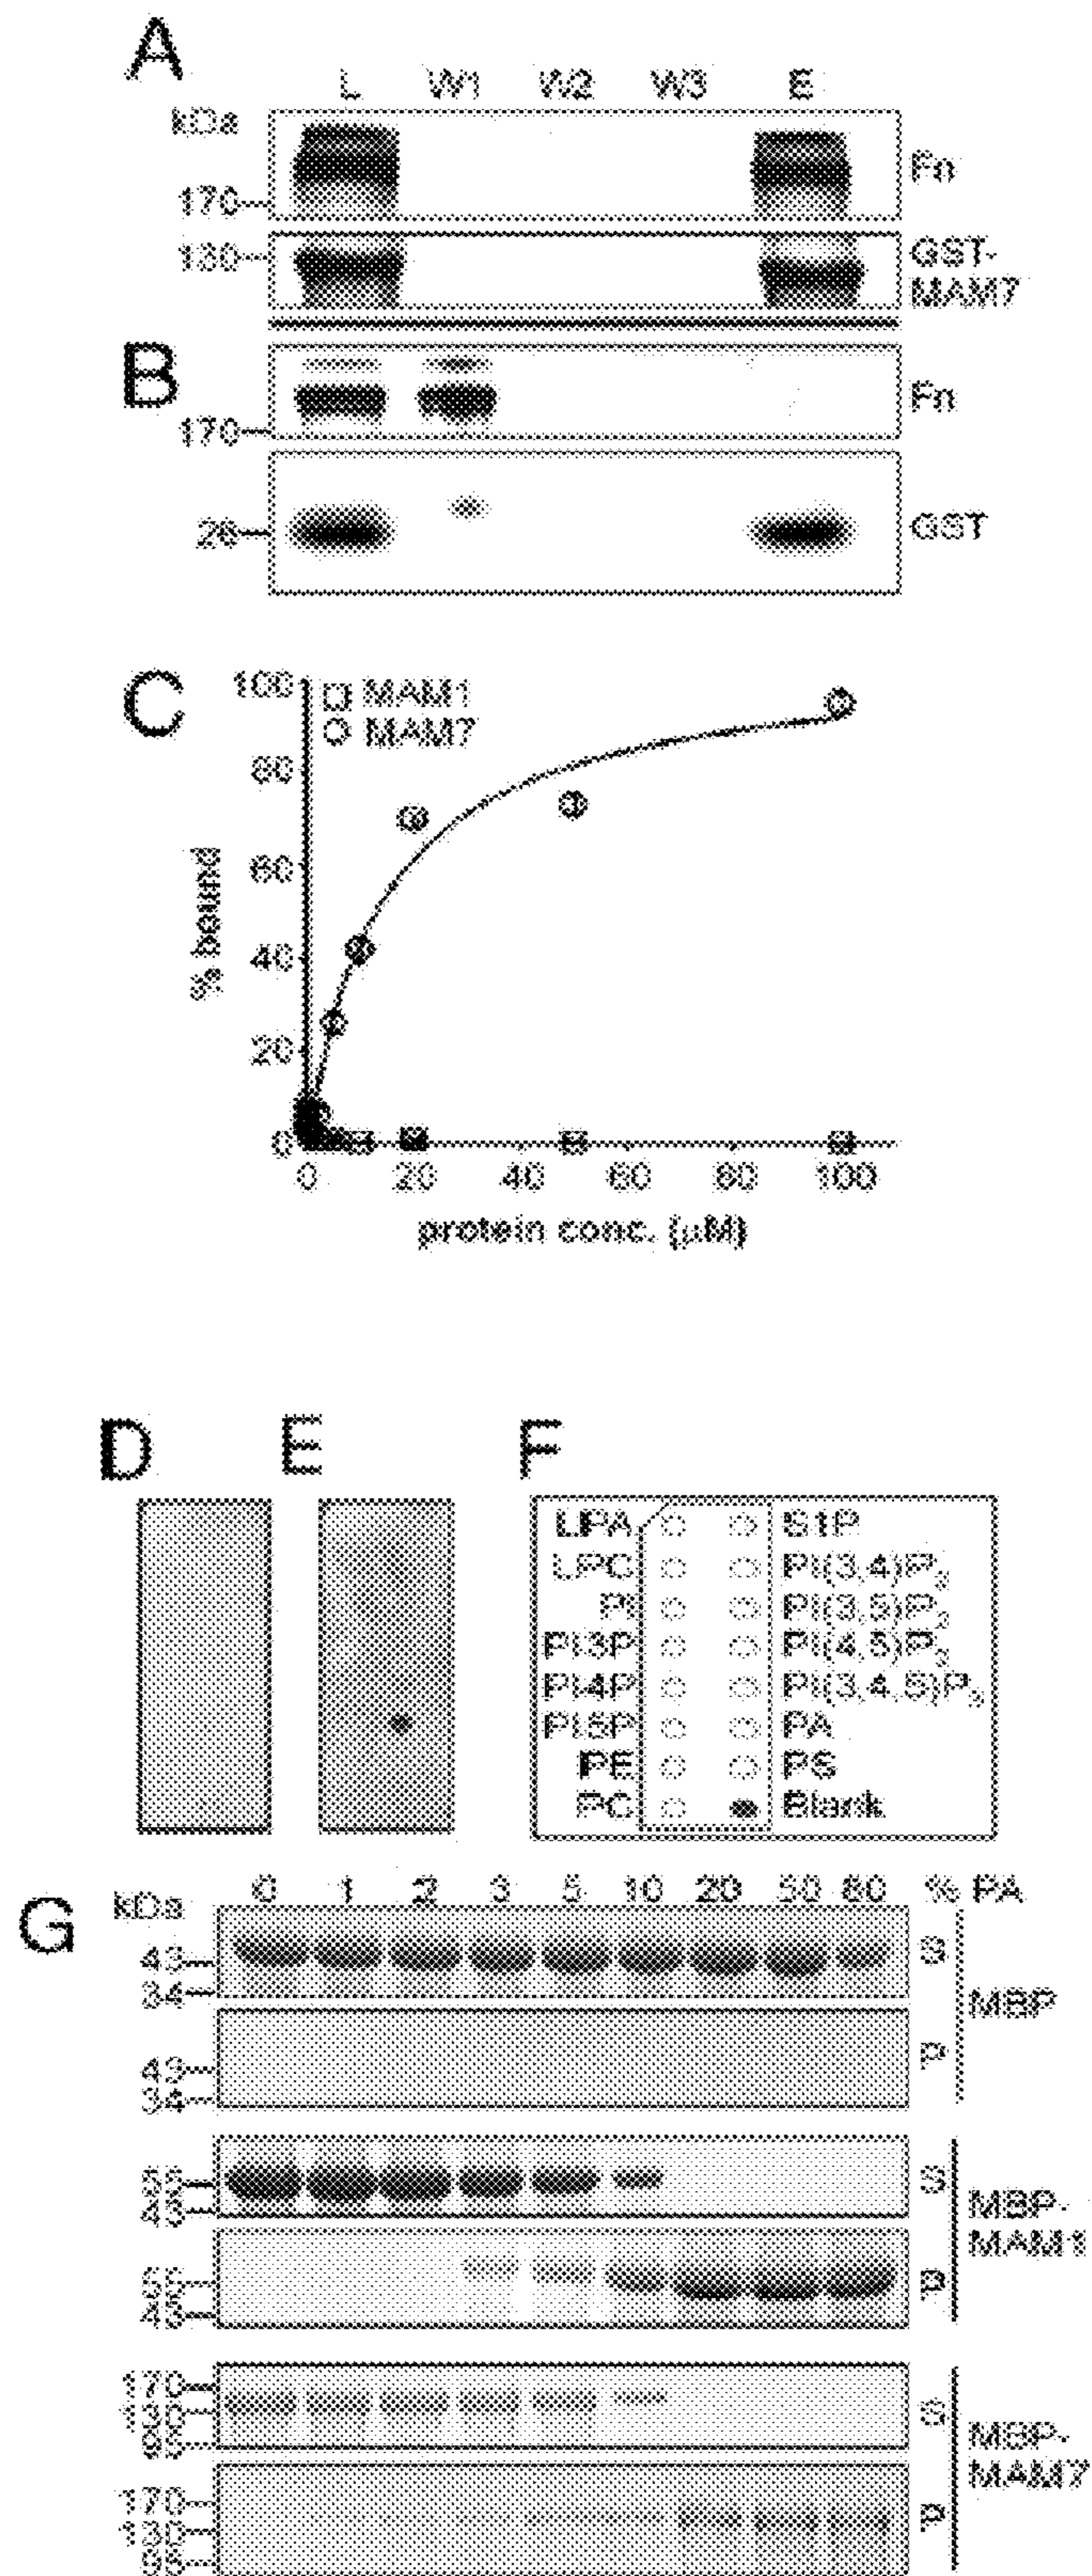 A
L W1 W2 W3 E
kDa
Fn
170
130
GST-
MAM7
B
Fn
170
26
GST
C
100
MAM1
MAM7
80
60
40
20
0
% bound
0 20 40 60 80 100
protein conc. (μM)
D E F
LPA S1P
LPC PI(3,4)P2
PI PI(3,5)P2
PI3P PI(4,5)P2
PI4P PI(3,4,5)P3
PI5P PA
PE PS
PC Blank
G
kDa 0 1 2 3 5 10 20 50 80 % PA
43 S
34
MBP
43 P
34
55 S
43
MBP-
MAM1
55 P
43
170
130 S
95
MBP-
MAM7
170
130 P
95